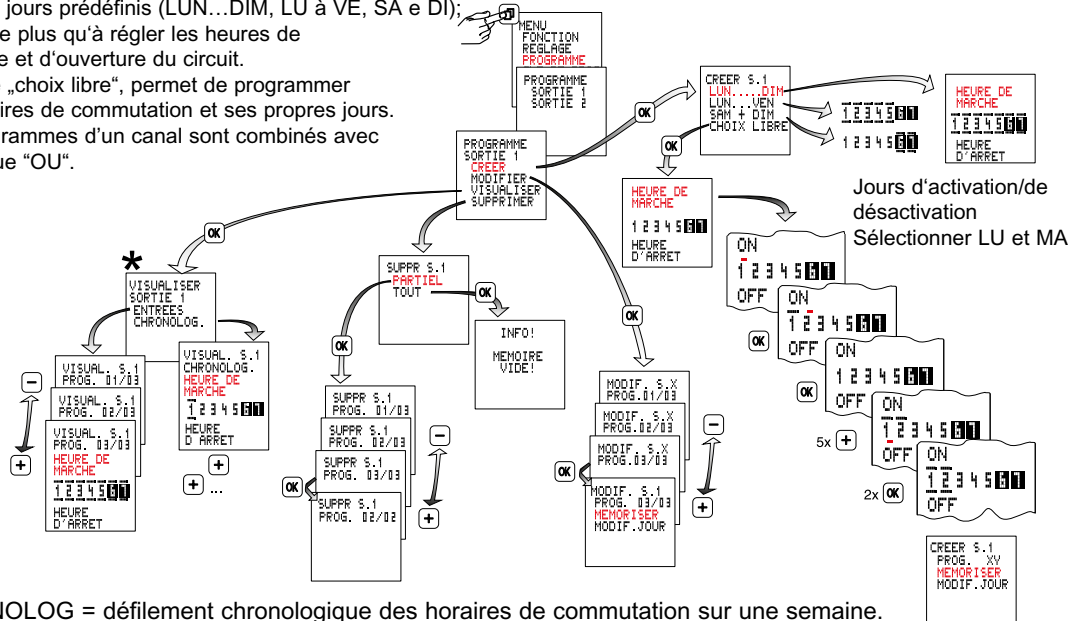 jours prédéfinis (LUN…DIM, LU à VE, SA e DI);
e plus qu‘à régler les heures de
e et d‘ouverture du circuit.
„choix libre“, permet de programmer
ires de commutation et ses propres jours.
grammes d’un canal sont combinés avec
ue “OU“.
MENU
FONCTION
REGLAGE
PROGRAMME
PROGRAMME
SORTIE 1
SORTIE 2
OK
PROGRAMME
SORTIE 1
CREER
MODIFIER
VISUALISER
SUPPRIMER
CREER S.1
LUN.....DIM
LUN...VEN
SAM + DIM
CHOIX LIBRE
1 2 3 4 5 6 7
1 2 3 4 5 6 7
HEURE DE
MARCHE
1 2 3 4 5 6 7
HEURE
D'ARRET
OK
HEURE DE
MARCHE
1 2 3 4 5 6 7
HEURE
D'ARRET
Jours d‘activation/de
désactivation
Sélectionner LU et MA
ON
1 2 3 4 5 6 7
OFF
OK
ON
1 2 3 4 5 6 7
OFF
OK
ON
1 2 3 4 5 6 7
OFF
5x +
ON
1 2 3 4 5 6 7
OFF
2x OK
ON
1 2 3 4 5 6 7
OFF
CREER S.1
PROG. XY
MEMORISER
MODIF.JOUR
OK
*
VISUALISER
SORTIE 1
ENTREES
CHRONOLOG.
VISUAL. S.1
PROG. 01/03
VISUAL. S.1
PROG. 02/03
VISUAL. S.1
PROG. 03/03
HEURE DE
MARCHE
1 2 3 4 5 6 7
HEURE
D'ARRET
−
+
VISUAL. S.1
CHRONOLOG.
HEURE DE
MARCHE
1 2 3 4 5 6 7
HEURE
D ARRET
+
+ ...
SUPPR S.1
PARTIEL
TOUT
OK
INFO!
MEMOIRE
VIDE!
OK
SUPPR S.1
PROG. 01/03
SUPPR S.1
PROG. 02/03
SUPPR S.1
PROG. 03/03
OK
SUPPR S.1
PROG. 02/02
−
+
OK
MODIF. S.X
PROG.01/03
MODIF. S.X
PROG.02/03
MODIF. S.X
PROG.03/03
OK
MODIF. S.1
PROG. 03/03
MEMORISER
MODIF.JOUR
−
+
NOLOG = défilement chronologique des horaires de commutation sur une semaine.